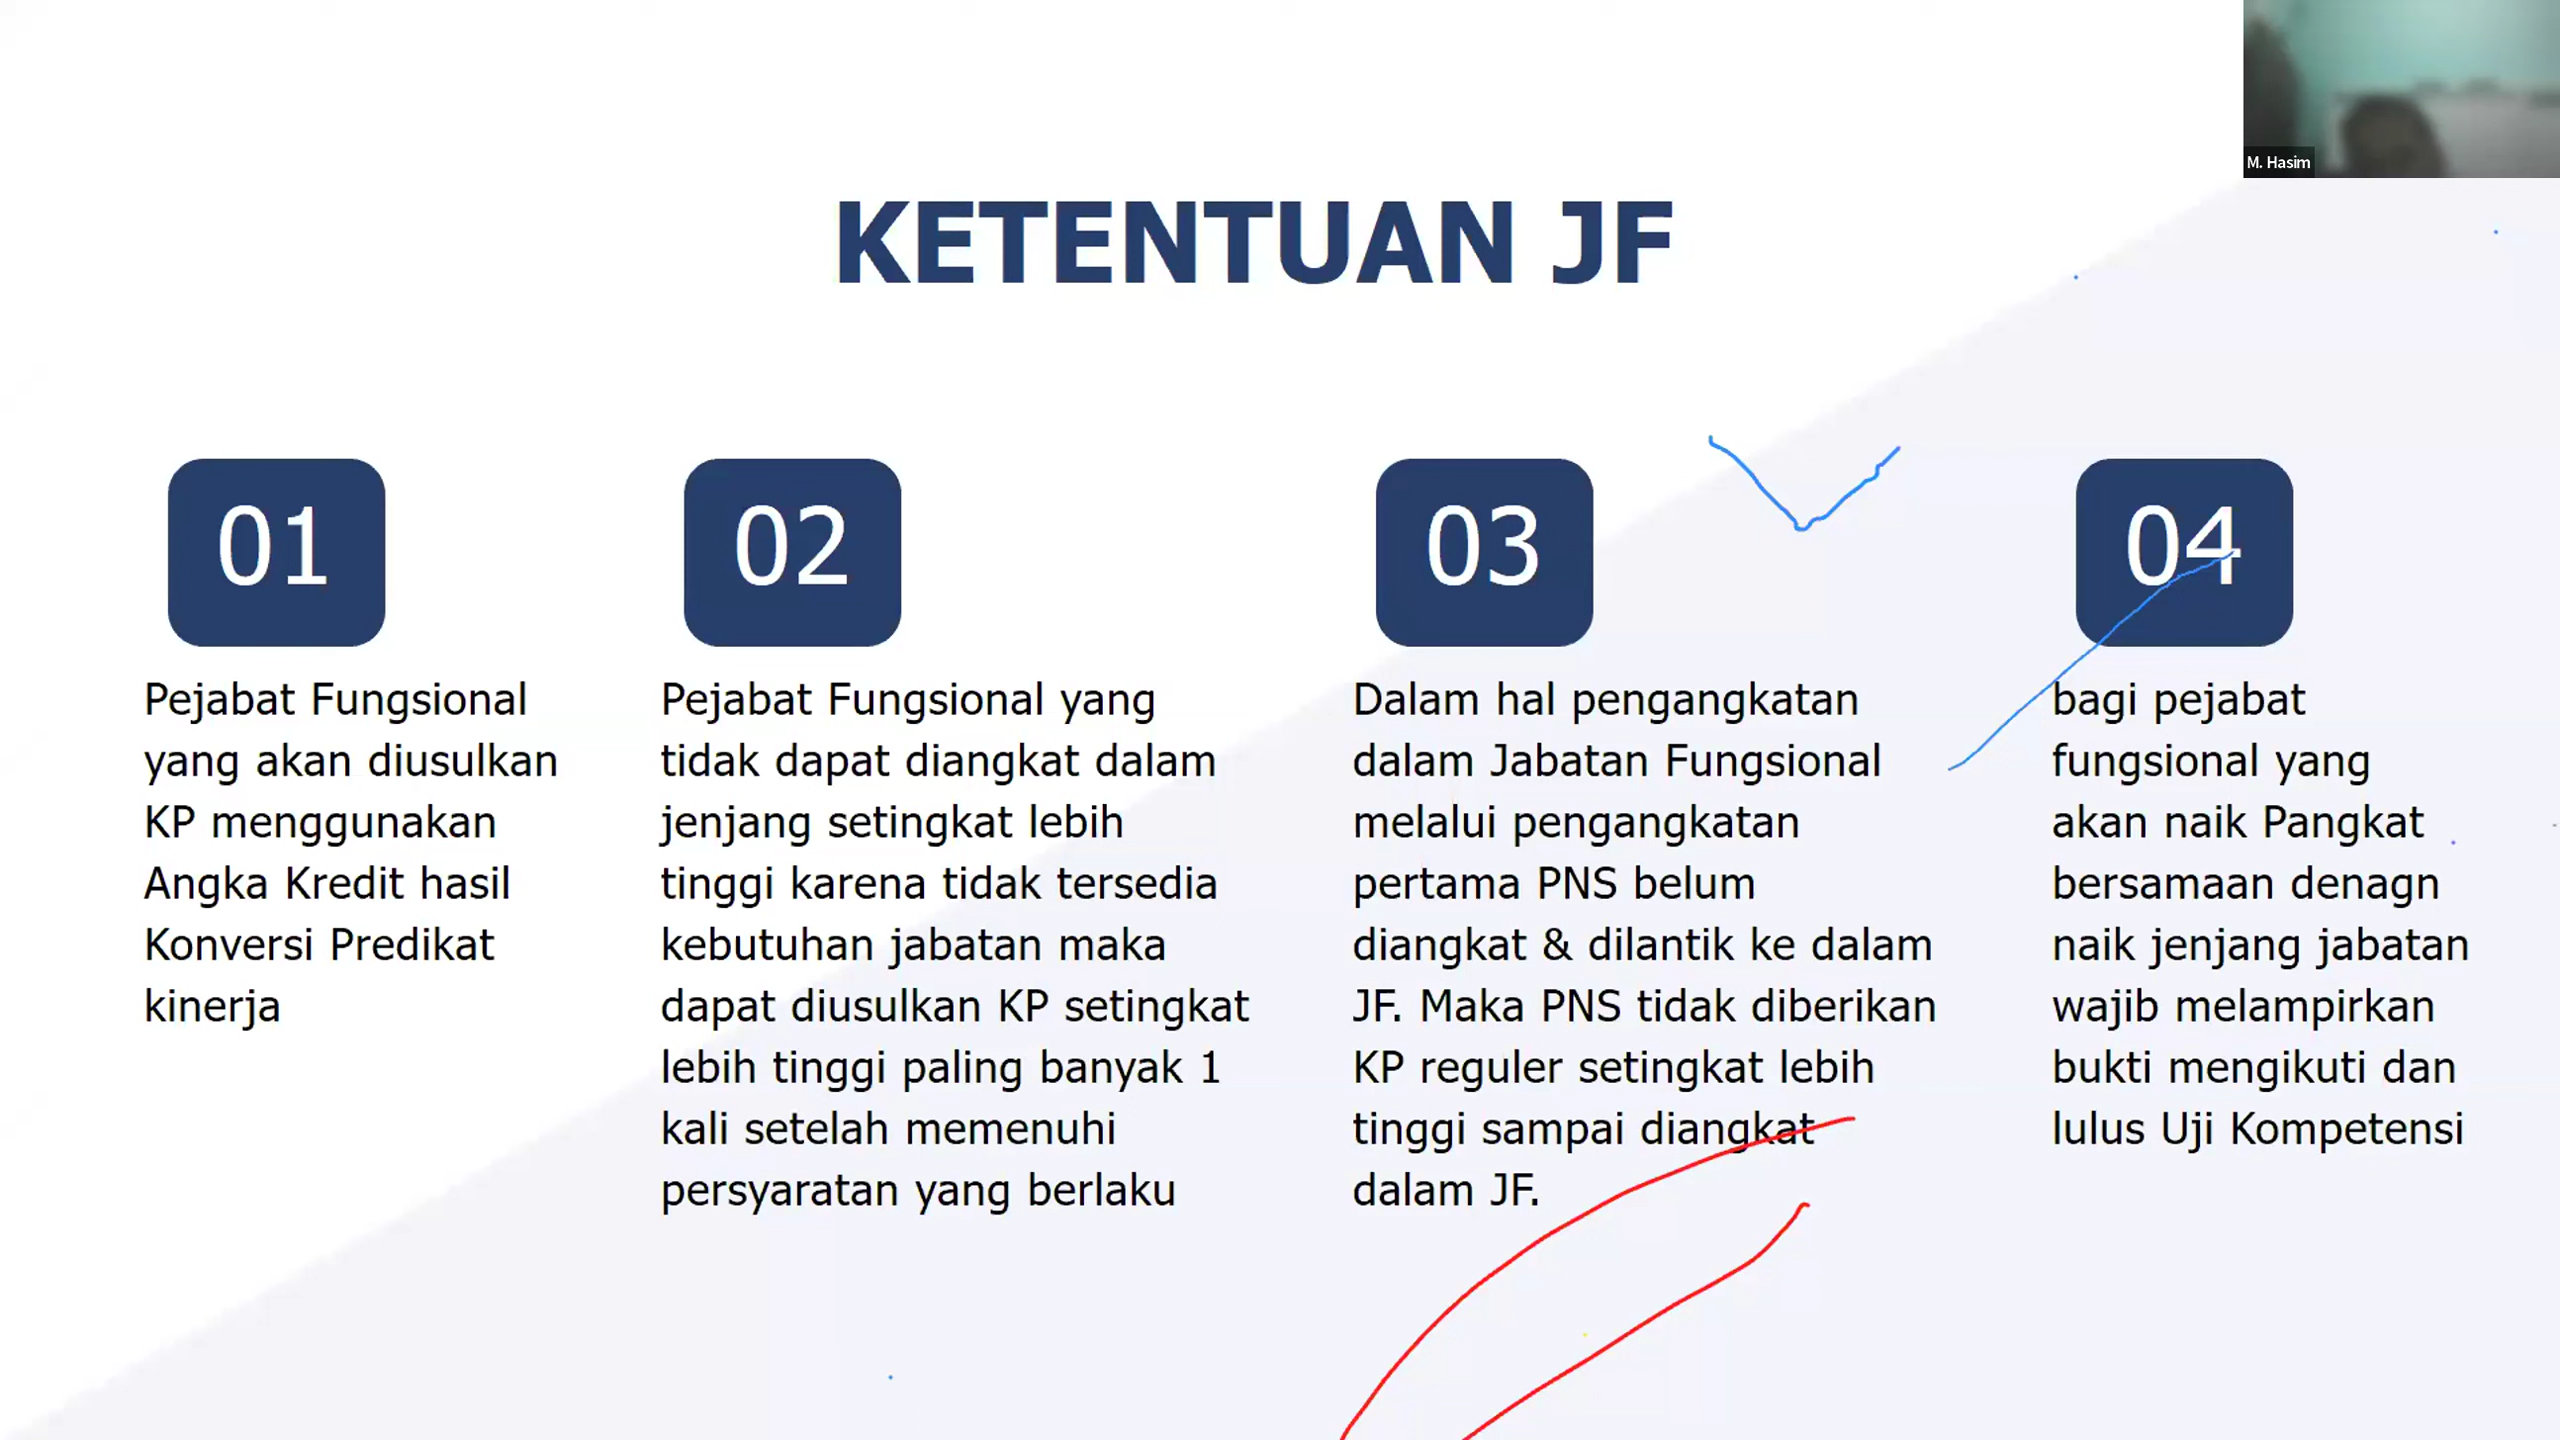 M. Hasim
KETENTUAN JF
01
Pejabat Fungsional
yang akan diusulkan
KP menggunakan
Angka Kredit hasil
Konversi Predikat
kinerja
02
Pejabat Fungsional yang
tidak dapat diangkat dalam
jenjang setingkat lebih
tinggi karena tidak tersedia
kebutuhan jabatan maka
dapat diusulkan KP setingkat
lebih tinggi paling banyak 1
kali setelah memenuhi
persyaratan yang berlaku
03
Dalam hal pengangkatan
dalam Jabatan Fungsional
melalui pengangkatan
pertama PNS belum
diangkat & dilantik ke dalam
JF. Maka PNS tidak diberikan
KP reguler setingkat lebih
tinggi sampai diangkat
dalam JF.
04
bagi pejabat
fungsional yang
akan naik Pangkat
bersamaan denagn
naik jenjang jabatan
wajib melampirkan
bukti mengikuti dan
lulus Uji Kompetensi